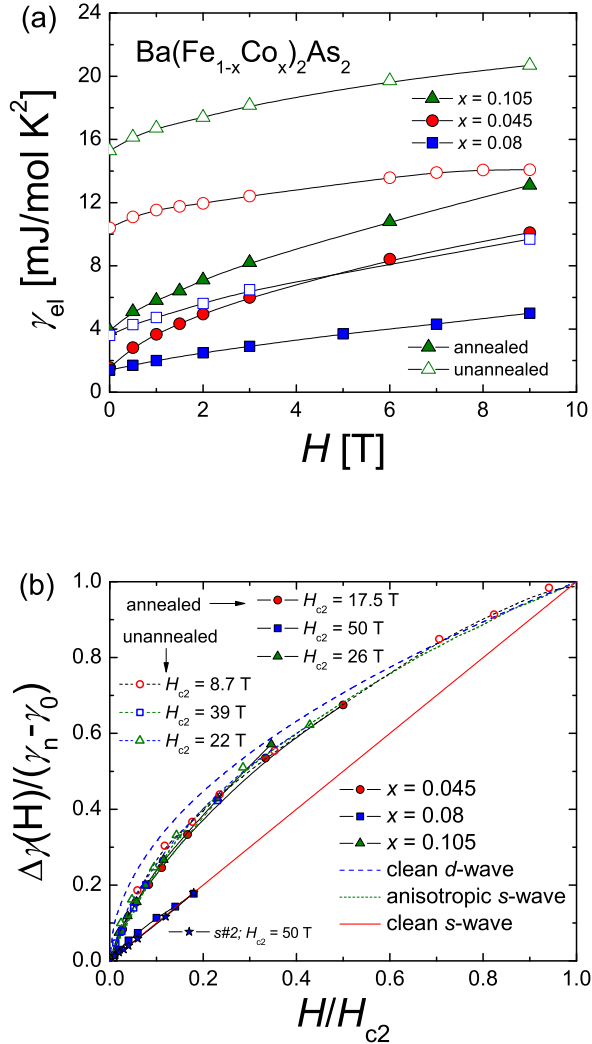 (a)
Ba(Fe1-xCox)2As2
24
20
16
12
8
4
0
γel [mJ/mol K2]
x = 0.105
x = 0.045
x = 0.08
annealed
unannealed
0 2 4 6 8 10
H [T]
(b)
annealed
Hc2 = 17.5 T
Hc2 = 50 T
Hc2 = 26 T
unannealed
Hc2 = 8.7 T
Hc2 = 39 T
Hc2 = 22 T
1.0
0.8
0.6
0.4
0.2
0.0
Δγ(H)/(γn-γ0)
x = 0.045
x = 0.08
x = 0.105
clean d-wave
anisotropic s-wave
clean s-wave
s#2; Hc2 = 50 T
0.0 0.2 0.4 0.6 0.8 1.0
H/Hc2